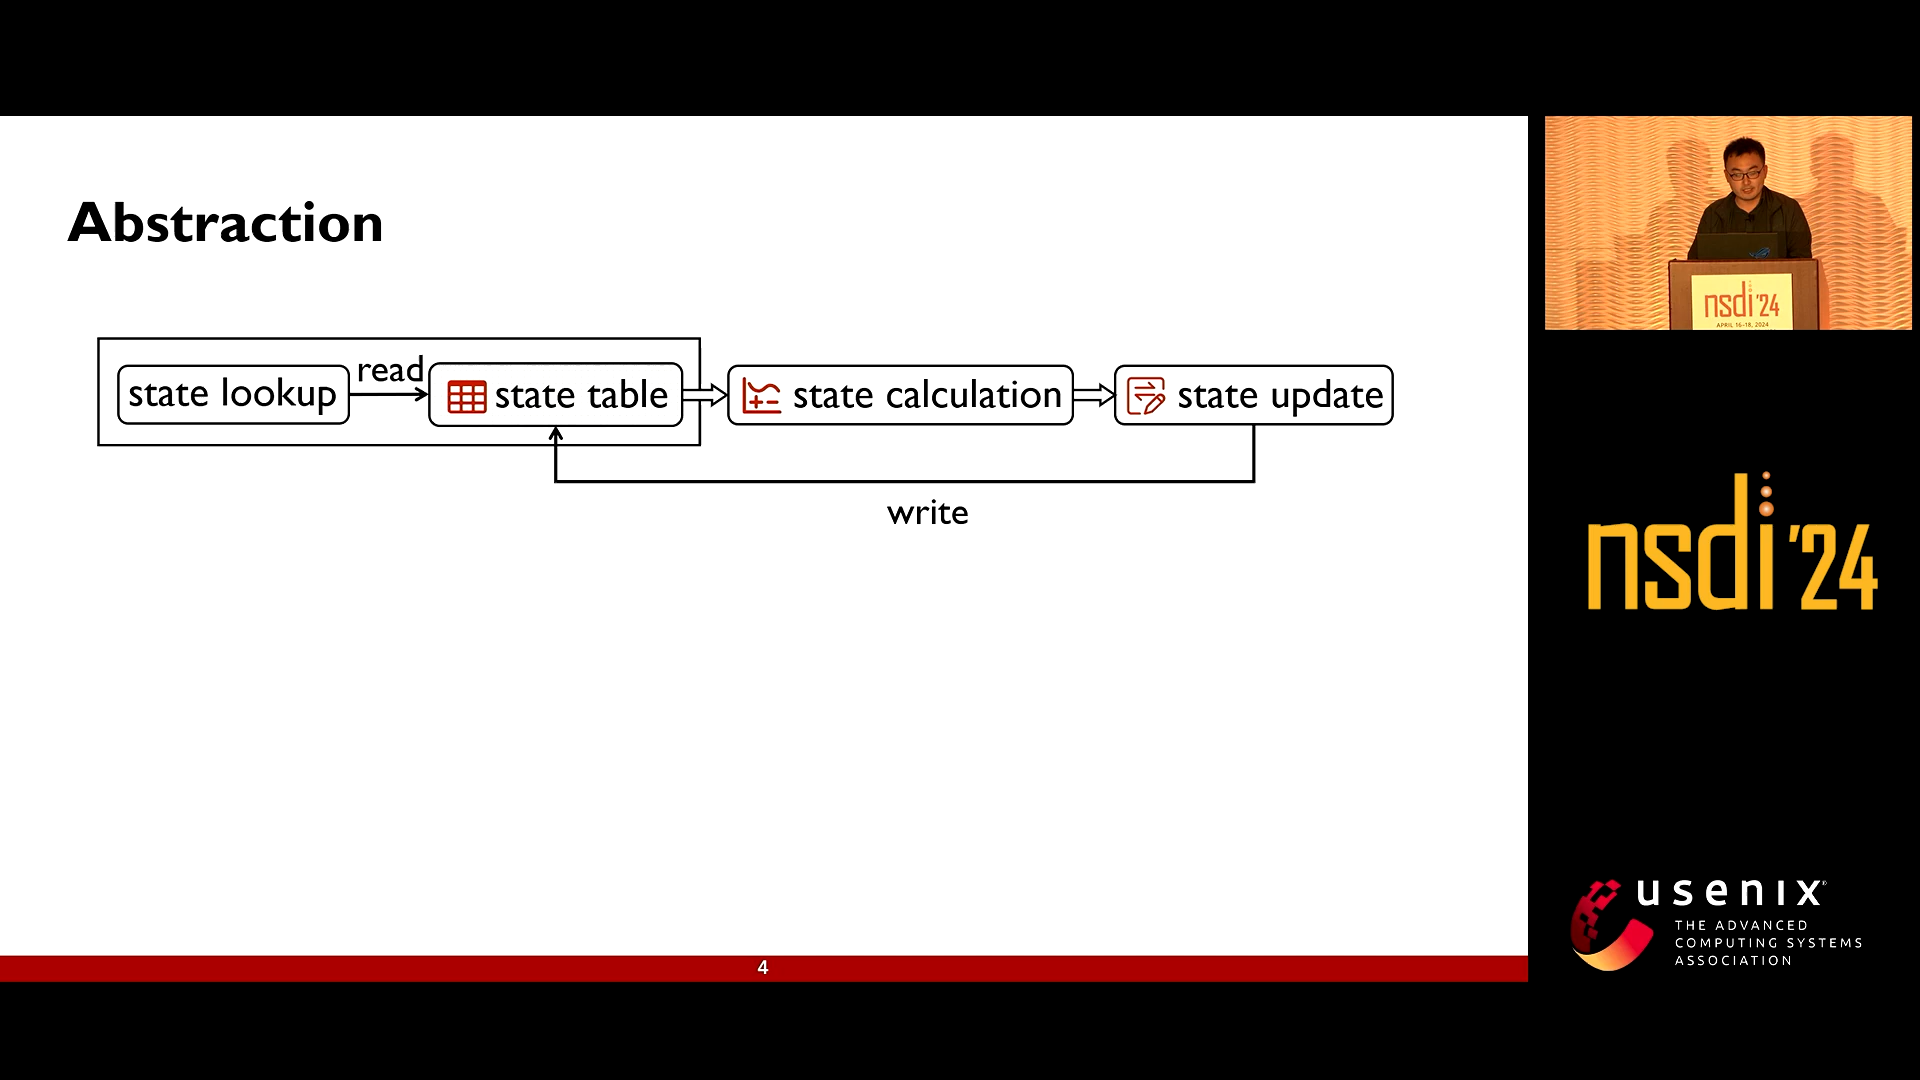 Abstraction
state lookup
read
state table
state calculation
state update
write
4
nsdi '24
APRIL 16-18, 2024
nsdi '24
usenix®
THE ADVANCED
COMPUTING SYSTEMS
ASSOCIATION